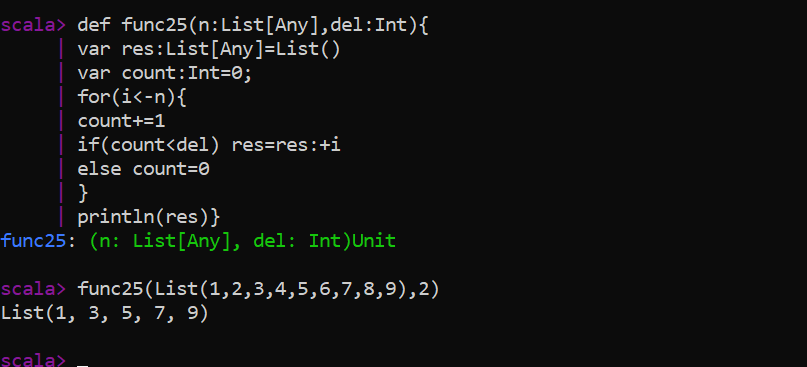 scala> def func25(n:List[Any],del:Int){
| var res:List[Any]=List()
| var count:Int=0;
| for(i<-n){
| count+=1
| if(count<del) res=res:+i
| else count=0
| }
| println(res)}
func25: (n: List[Any], del: Int)Unit
scala> func25(List(1,2,3,4,5,6,7,8,9),2)
List(1, 3, 5, 7, 9)
scala> _